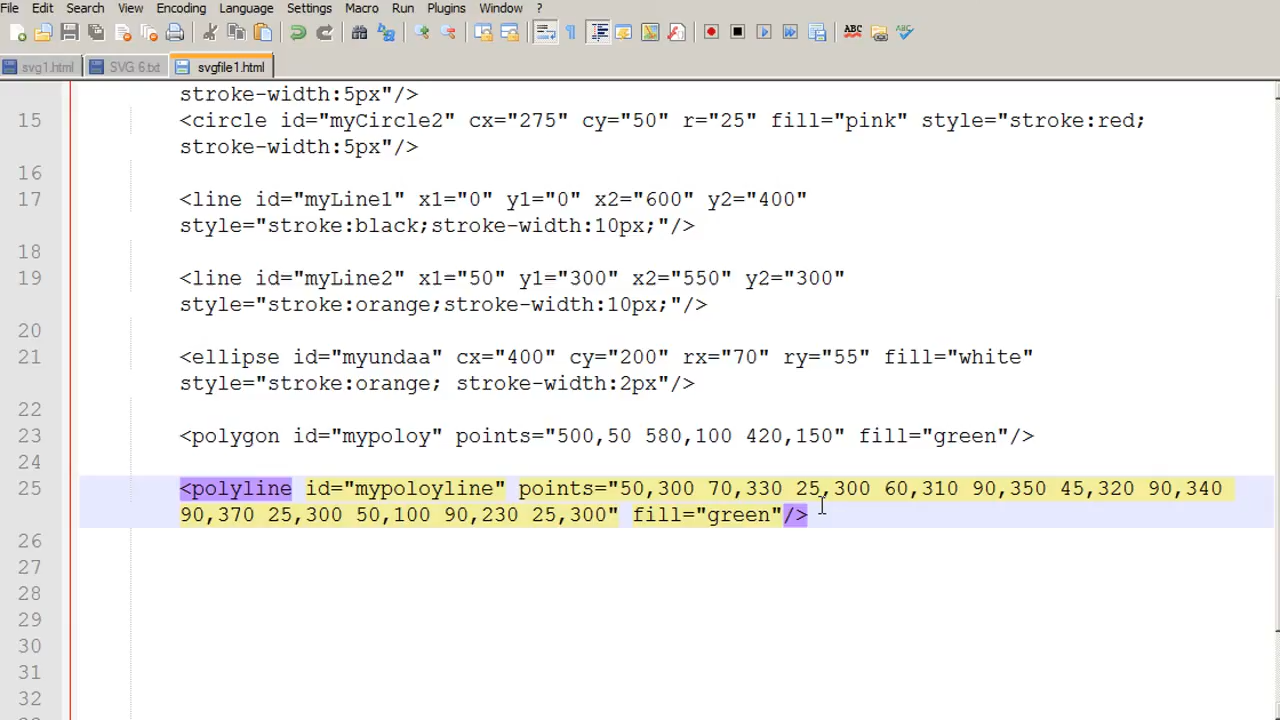 File Edit Search View Encoding Language Settings Macro Run Plugins Window ?
ABC ABC
svg1.html SVG 6.txt svgfile1.html
stroke-width:5px"/>
15 <circle id="myCircle2" cx="275" cy="50" r="25" fill="pink" style="stroke:red;
stroke-width:5px"/>
16
17 <line id="myLine1" x1="0" y1="0" x2="600" y2="400"
style="stroke:black;stroke-width:10px;"/>
18
19 <line id="myLine2" x1="50" y1="300" x2="550" y2="300"
style="stroke:orange;stroke-width:10px;"/>
20
21 <ellipse id="myundaa" cx="400" cy="200" rx="70" ry="55" fill="white"
style="stroke:orange; stroke-width:2px"/>
22
23 <polygon id="mypoloy" points="500,50 580,100 420,150" fill="green"/>
24
25 <polyline id="mypoloyline" points="50,300 70,330 25,300 60,310 90,350 45,320 90,340
90,370 25,300 50,100 90,230 25,300" fill="green"/>
26
27
28
29
30
31
32